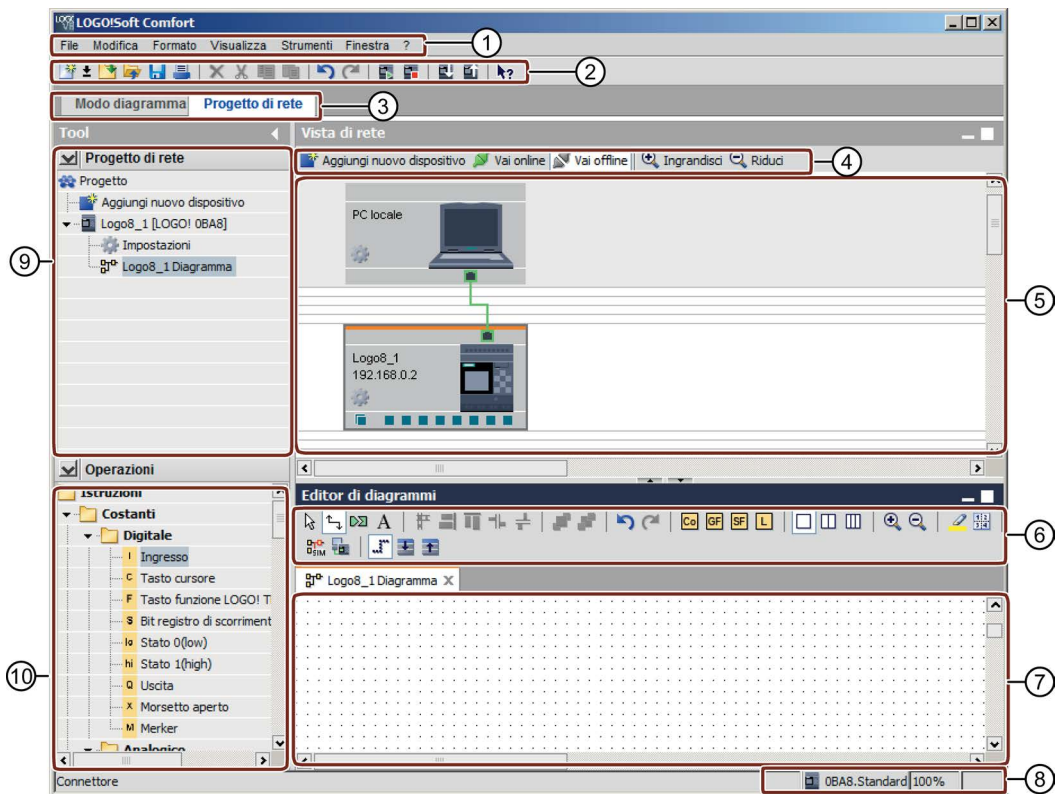 LOGO!Soft Comfort
File Modifica Formato Visualizza Strumenti Finestra ?
1
2
Modo diagramma Progetto di rete
3
Tool
Vista di rete
Progetto di rete
Aggiungi nuovo dispositivo Vai online Vai offline Ingrandisci Riduci
4
Progetto
Aggiungi nuovo dispositivo
Logo8_1 [LOGO! 0BA8]
Impostazioni
Logo8_1 Diagramma
9
PC locale
5
Logo8_1
192.168.0.2
Operazioni
Istruzioni
Costanti
Digitale
I Ingresso
C Tasto cursore
F Tasto funzione LOGO! T
S Bit registro di scorriment
lo Stato 0(low)
hi Stato 1(high)
Q Uscita
X Morsetto aperto
M Merker
Analogico
10
Editor di diagrammi
A Co GF SF L
SIM
6
Logo8_1 Diagramma X
7
Connettore
0BA8.Standard 100%
8